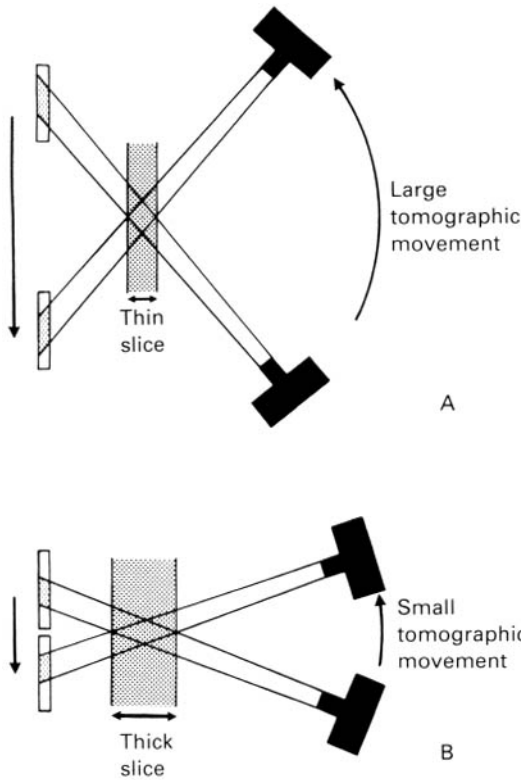 Large
tomographic
movement
Thin
slice
A
Small
tomographic
movement
Thick
slice
B